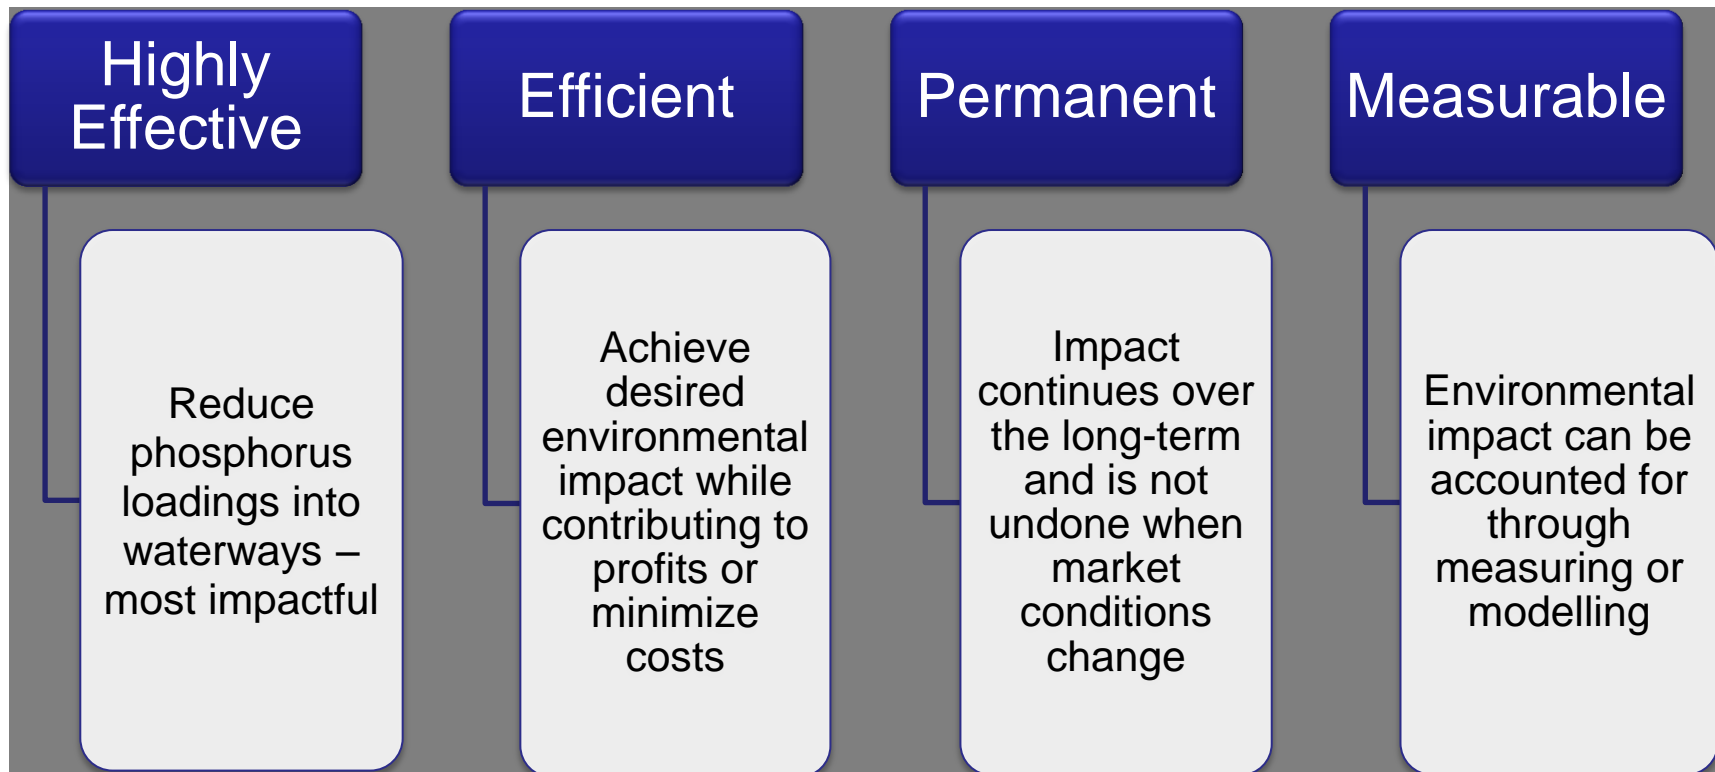 Highly
Effective
Reduce
phosphorus
loadings into
waterways –
most impactful
Efficient
Achieve
desired
environmental
impact while
contributing to
profits or
minimize
costs
Permanent
Impact
continues over
the long-term
and is not
undone when
market
conditions
change
Measurable
Environmental
impact can be
accounted for
through
measuring or
modelling